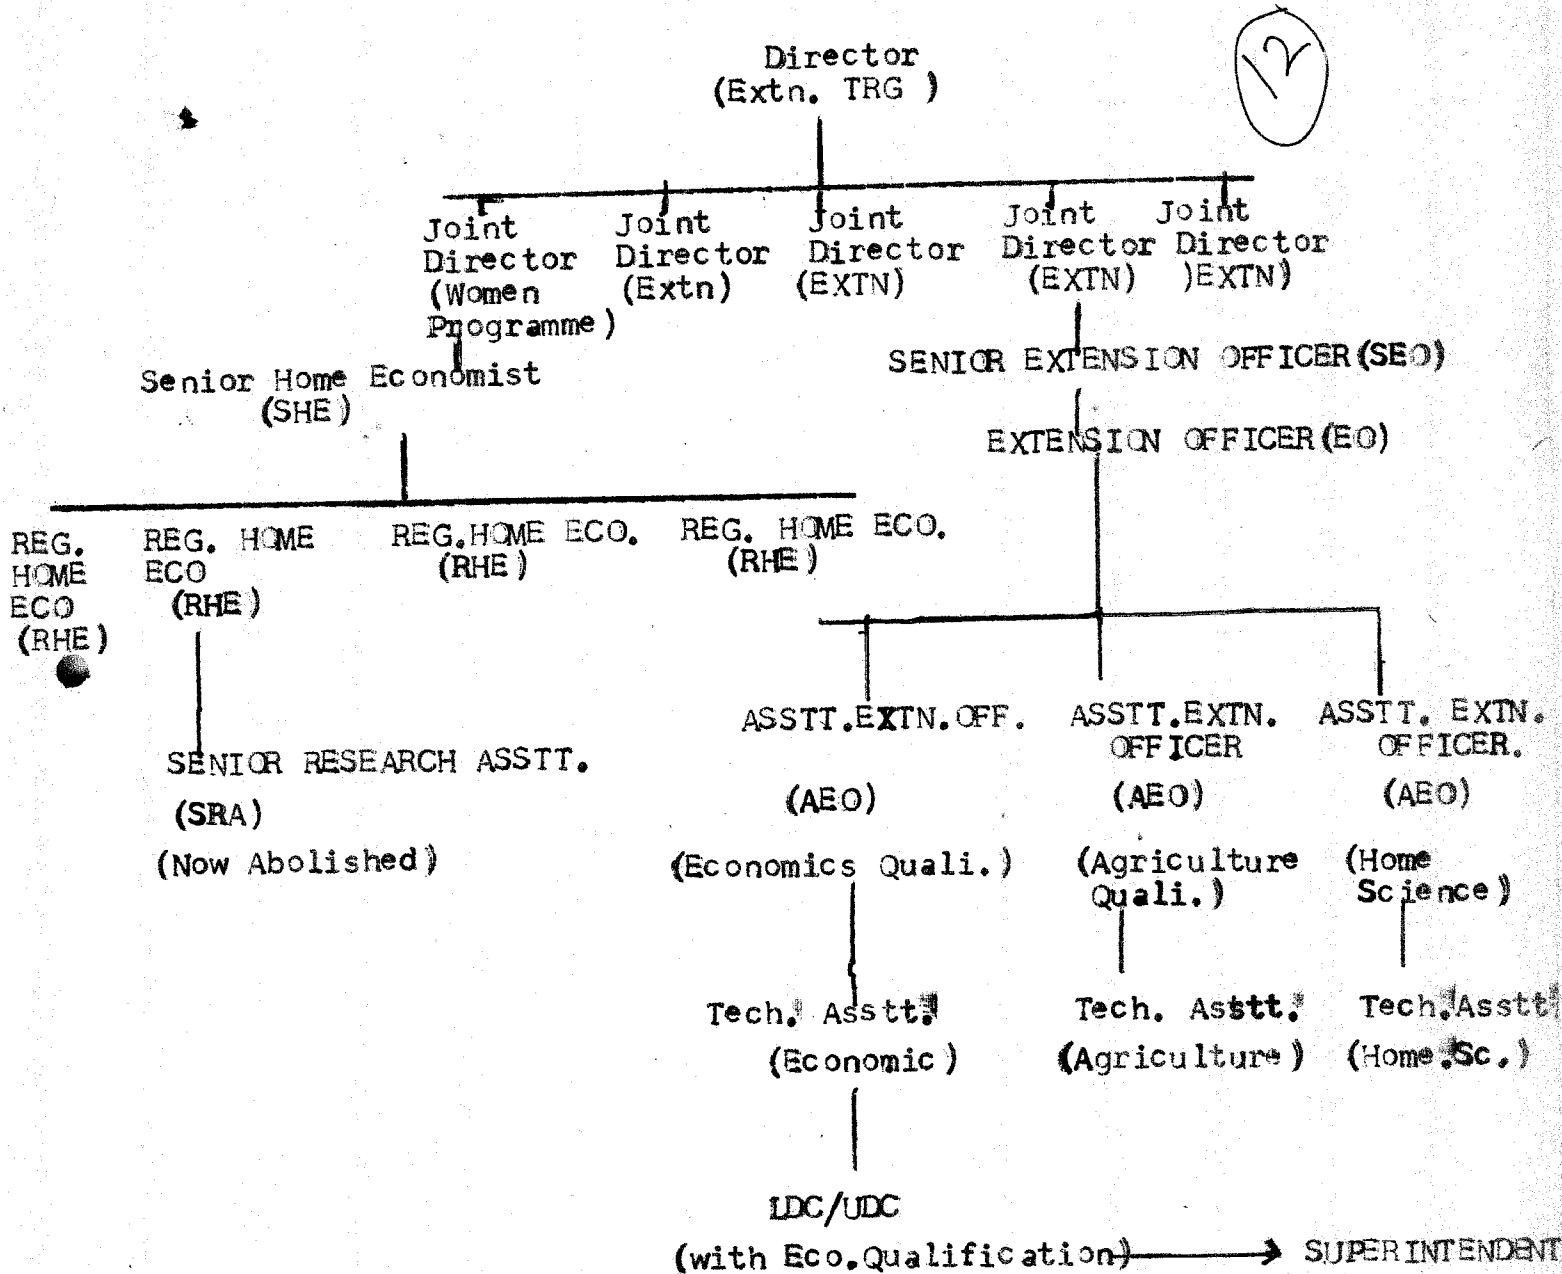 12
Director
(Extn. TRG )
Joint
Director
(Women
Programme)
Joint
Director
(Extn)
Joint
Director
(EXTN)
Joint
Director
(EXTN)
Joint
Director
)EXTN)
Senior Home Economist
(SHE)
SENIOR EXTENSION OFFICER(SEO)
EXTENSION OFFICER(EO)
REG.
HOME
ECO
(RHE)
REG. HOME
ECO
(RHE)
REG.HOME ECO.
(RHE)
REG. HOME ECO.
(RHE)
SENIOR RESEARCH ASSTT.
(SRA)
(Now Abolished)
ASSTT.EXTN.OFF.
(AEO)
(Economics Quali.)
ASSTT.EXTN.
OFFICER
(AEO)
(Agriculture
Quali.)
ASSTT. EXTN.
OFFICER.
(AEO)
(Home
Science)
Tech. Asstt.
(Economic)
Tech. Asstt.
(Agriculture)
Tech.Asstt
(Home.Sc.)
LDC/UDC
(with Eco.Qualification) → SUPERINTENDENT